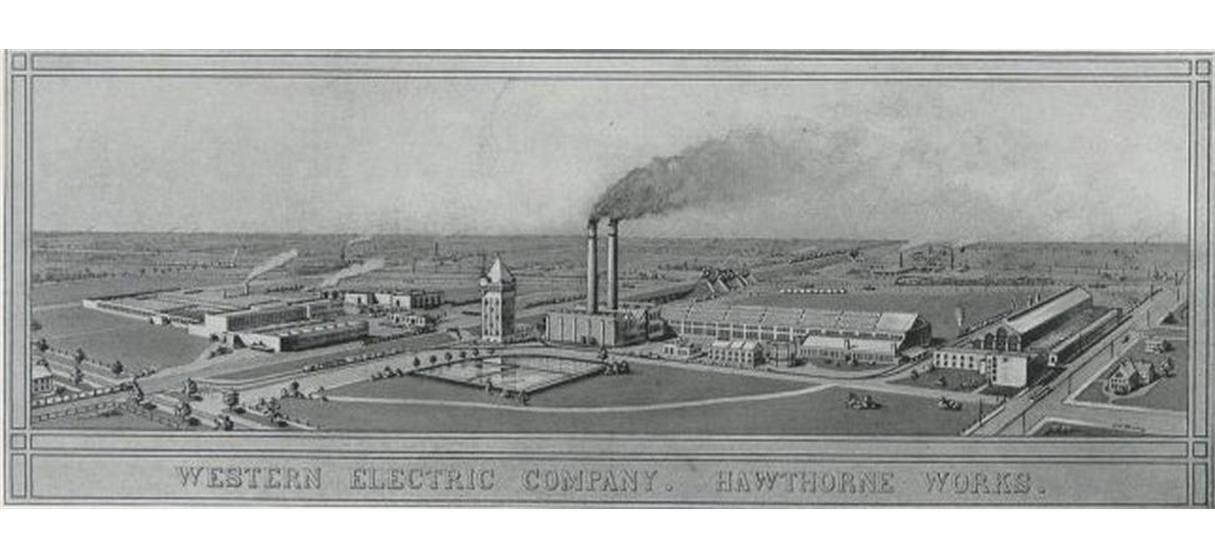 WESTERN ELECTRIC COMPANY. HAWTHORNE WORKS.